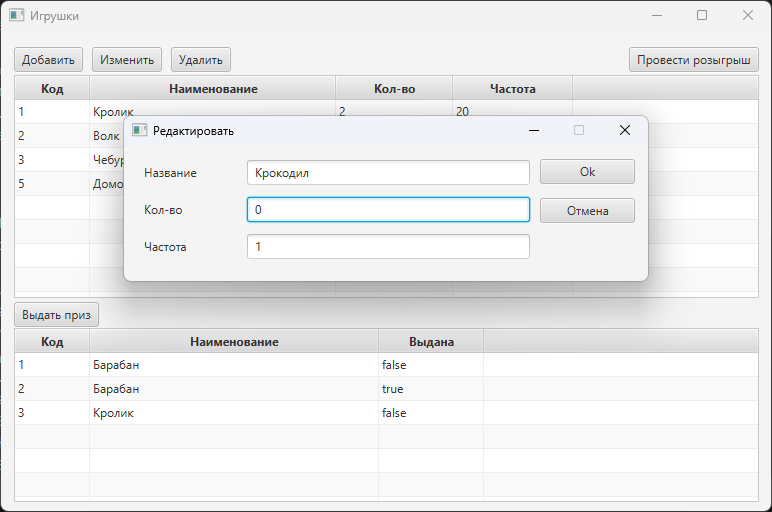 Игрушки
Добавить Изменить Удалить Провести розыгрыш
Код Наименование Кол-во Частота
1 Кролик 2 20
2 Волк
3 Чебур
5 Домо
Редактировать
Название Крокодил Ok
Кол-во 0 Отмена
Частота 1
Выдать приз
Код Наименование Выдана
1 Барабан false
2 Барабан true
3 Кролик false